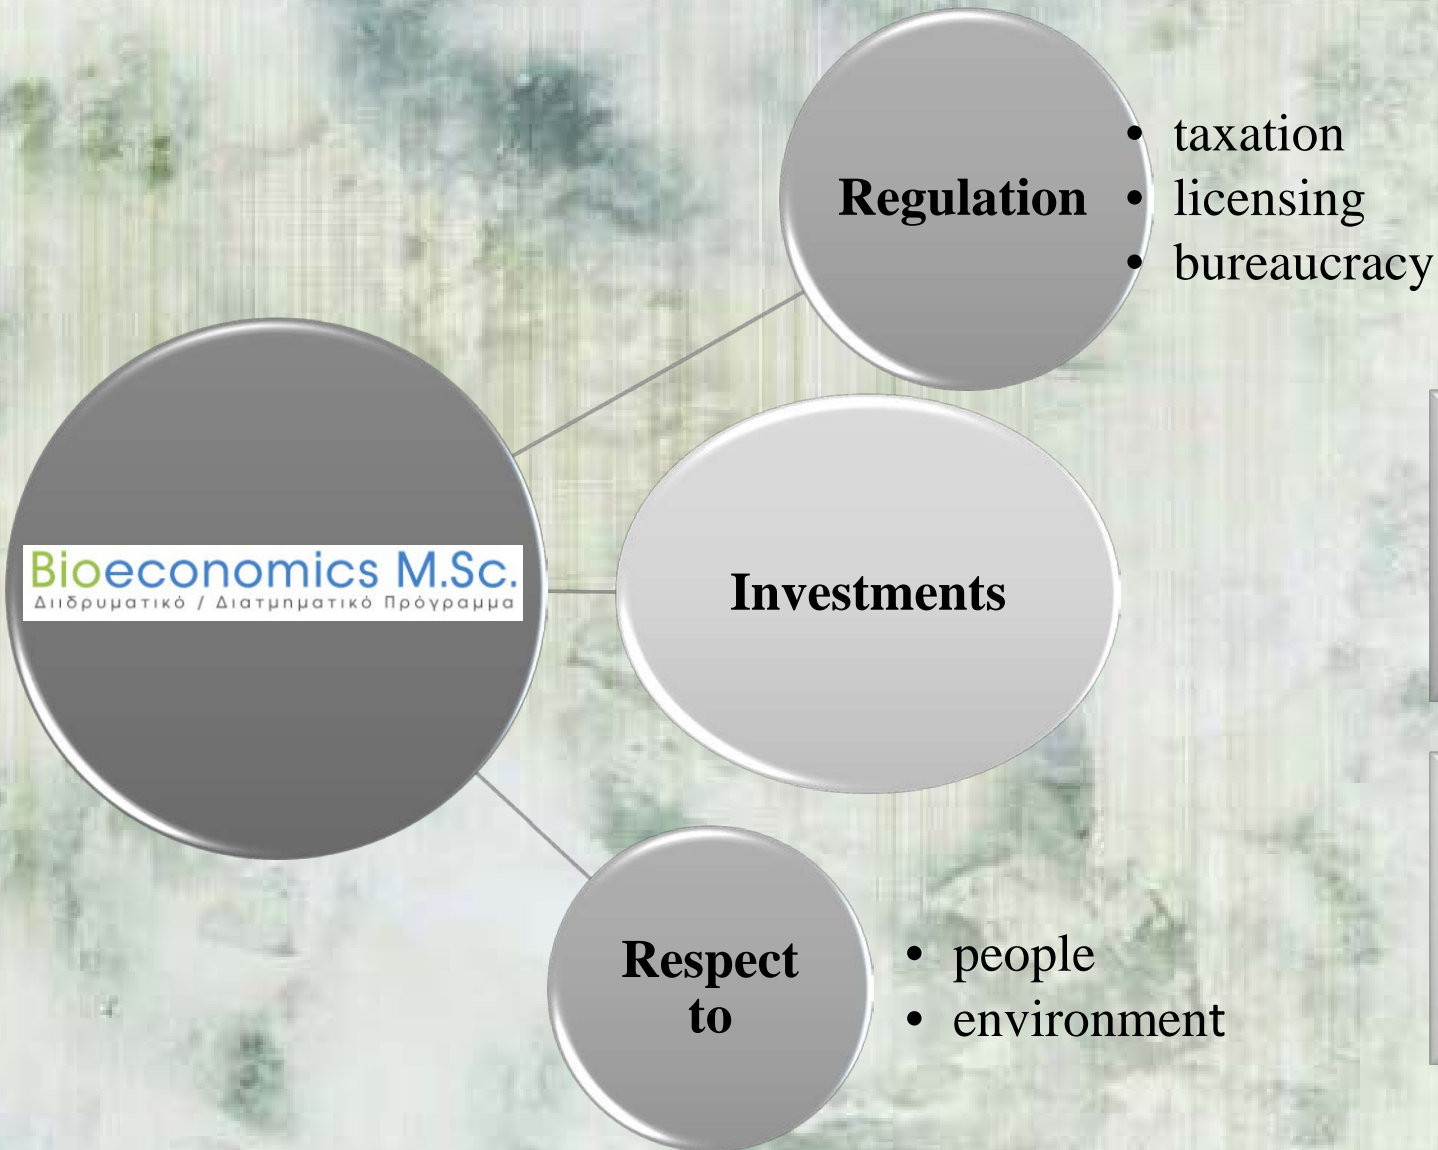 Regulation
• taxation
• licensing
• bureaucracy
Bioeconomics M.Sc.
Διιδρυματικό / Διατμηματικό Πρόγραμμα
Investments
Respect
to
• people
• environment